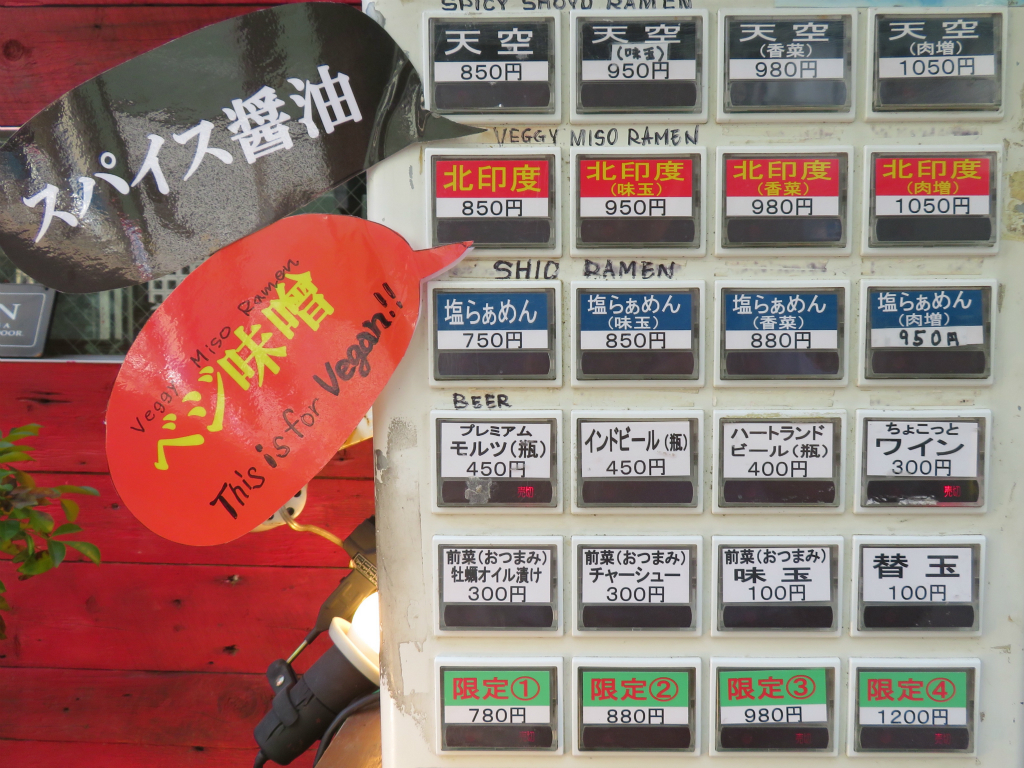 SPICY SHOYU RAMEN
天空
850円
天空
(味玉)
950円
天空
(香菜)
980円
天空
(肉増)
1050円
スパイス醤油
VEGGY MISO RAMEN
北印度
850円
北印度
(味玉)
950円
北印度
(香菜)
980円
北印度
(肉増)
1050円
Veggy Miso Ramen
ベジ味噌
This is for Vegan!!
SHIO RAMEN
塩らぁめん
750円
塩らぁめん
(味玉)
850円
塩らぁめん
(香菜)
880円
塩らぁめん
(肉増)
950円
BEER
プレミアム
モルツ(瓶)
450円
売切
インドビール(瓶)
450円
ハートランド
ビール(瓶)
400円
ちょこっと
ワイン
300円
売切
前菜(おつまみ)
牡蠣オイル漬け
300円
前菜(おつまみ)
チャーシュー
300円
前菜(おつまみ)
味玉
100円
替玉
100円
限定①
780円
限定②
880円
限定③
980円
限定④
1200円